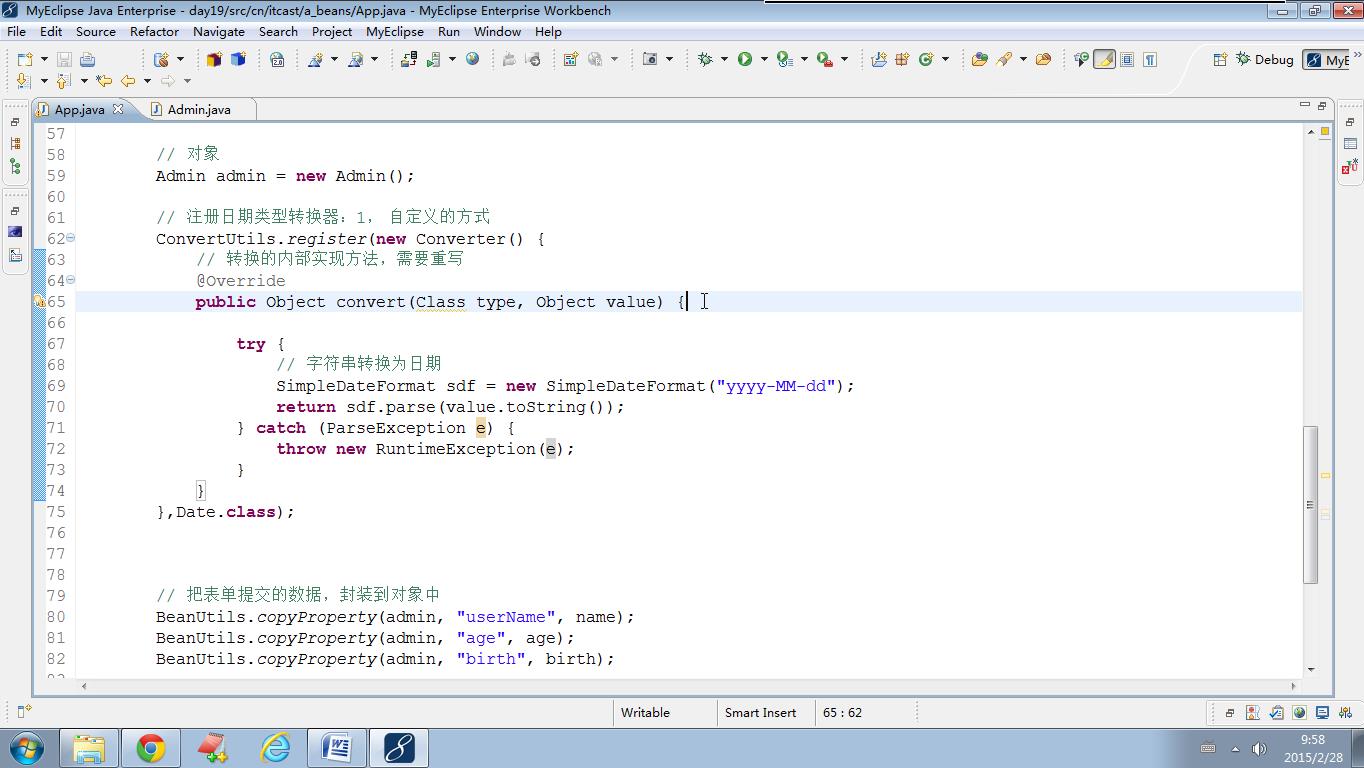 MyEclipse Java Enterprise - day19/src/cn/itcast/a_beans/App.java - MyEclipse Enterprise Workbench
File Edit Source Refactor Navigate Search Project MyEclipse Run Window Help
Debug MyE
App.java Admin.java
57
58 // 对象
59 Admin admin = new Admin();
60
61 // 注册日期类型转换器：1， 自定义的方式
62 ConvertUtils.register(new Converter() {
63 // 转换的内部实现方法，需要重写
64 @Override
65 public Object convert(Class type, Object value) {
66
67 try {
68 // 字符串转换为日期
69 SimpleDateFormat sdf = new SimpleDateFormat("yyyy-MM-dd");
70 return sdf.parse(value.toString());
71 } catch (ParseException e) {
72 throw new RuntimeException(e);
73 }
74 }
75 },Date.class);
76
77
78
79 // 把表单提交的数据，封装到对象中
80 BeanUtils.copyProperty(admin, "userName", name);
81 BeanUtils.copyProperty(admin, "age", age);
82 BeanUtils.copyProperty(admin, "birth", birth);
Writable Smart Insert 65 : 62
9:58
2015/2/28